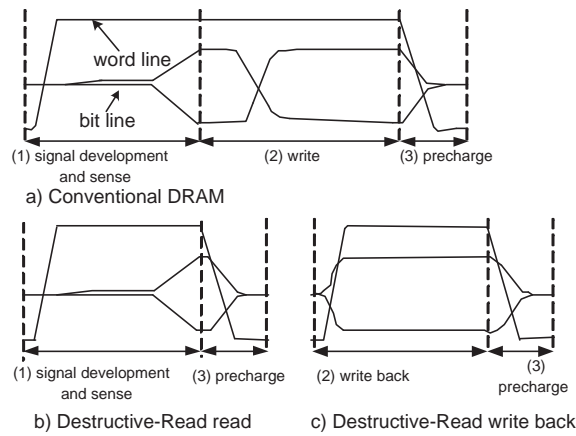 word line
bit line
(1) signal development
and sense
(2) write
(3) precharge
a) Conventional DRAM
(1) signal development
and sense
(3) precharge
b) Destructive-Read read
(2) write back
(3)
precharge
c) Destructive-Read write back